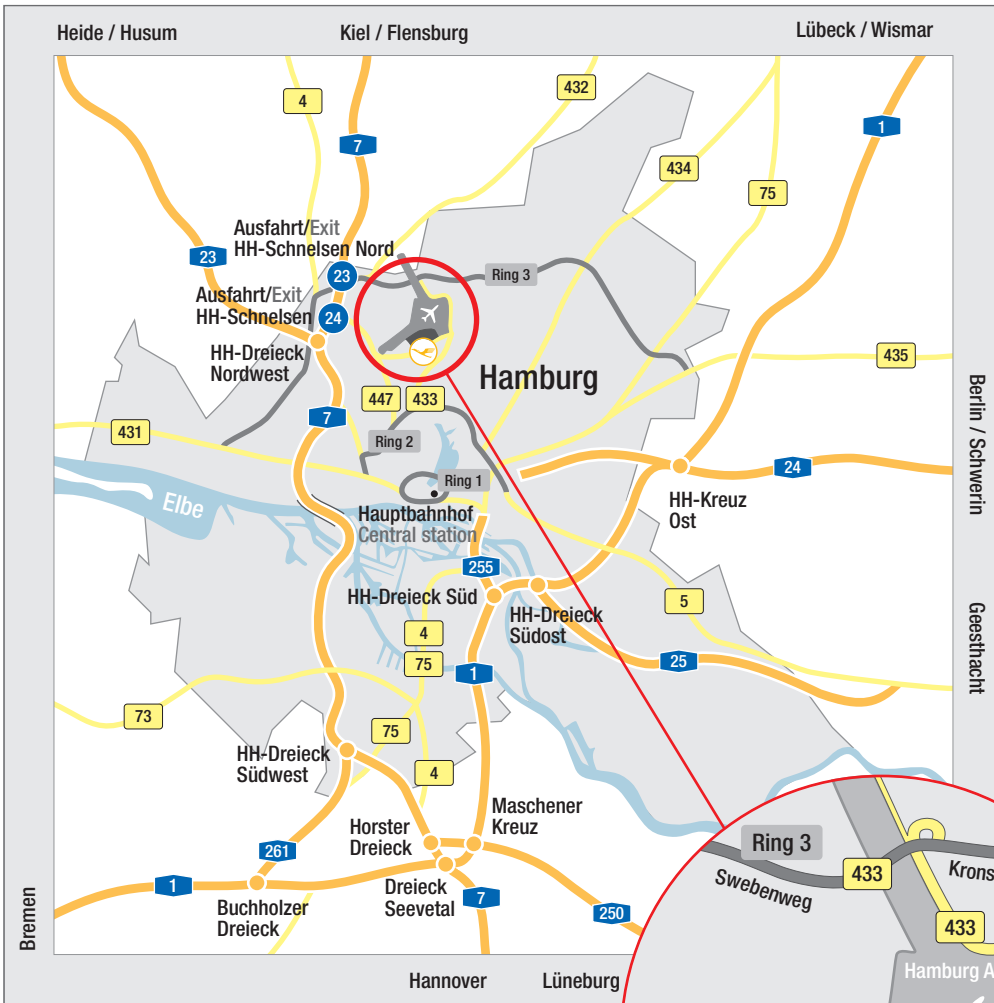 Heide / Husum
Kiel / Flensburg
Lübeck / Wismar
4
432
7
1
434
75
Ausfahrt/Exit
HH-Schnelsen Nord
23
23
Ring 3
Ausfahrt/Exit
HH-Schnelsen
24
HH-Dreieck
Nordwest
435
Hamburg
447
433
7
431
Ring 2
Berlin / Schwerin
24
Ring 1
Elbe
HH-Kreuz
Ost
Hauptbahnhof
Central station
255
HH-Dreieck Süd
HH-Dreieck
Südost
5
Geesthacht
4
75
25
1
73
75
HH-Dreieck
Südwest
4
Maschener
Kreuz
Horster
Dreieck
261
Ring 3
433
Krons
Swebenweg
1
Dreieck
Seevetal
7
250
Buchholzer
Dreieck
433
Bremen
Hamburg A
Hannover
Lüneburg